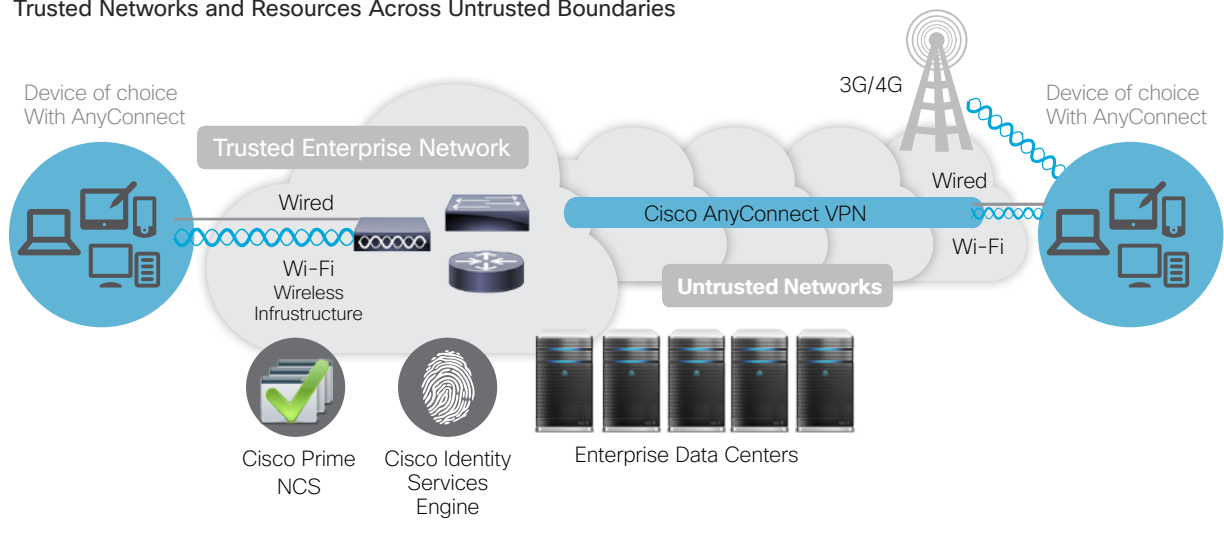 Trusted Networks and Resources Across Untrusted Boundaries
Device of choice
With AnyConnect
Trusted Enterprise Network
Wired
Wi-Fi
Wireless
Infrustructure
3G/4G
Device of choice
With AnyConnect
Wired
Cisco AnyConnect VPN
Wi-Fi
Untrusted Networks
Cisco Prime
NCS
Cisco Identity
Services
Engine
Enterprise Data Centers